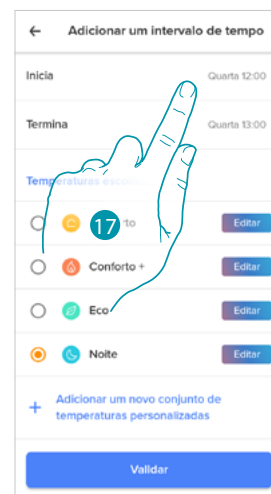 ← Adicionar um intervalo de tempo
Inicia Quarta 12:00
Termina Quarta 13:00
Temperaturas
17 Editar
Conforto + Editar
Eco Editar
Noite Editar
+ Adicionar um novo conjunto de
temperaturas personalizadas
Validar